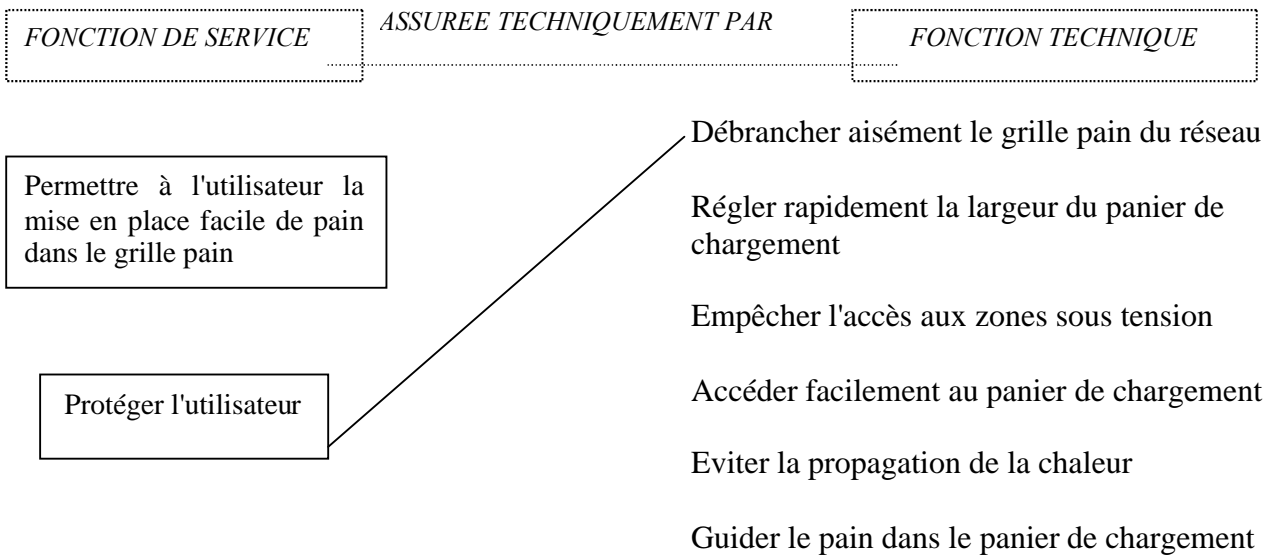 FONCTION DE SERVICE
ASSUREE TECHNIQUEMENT PAR
FONCTION TECHNIQUE
Permettre à l'utilisateur la
mise en place facile de pain
dans le grille pain
Protéger l'utilisateur
Débrancher aisément le grille pain du réseau
Régler rapidement la largeur du panier de
chargement
Empêcher l'accès aux zones sous tension
Accéder facilement au panier de chargement
Eviter la propagation de la chaleur
Guider le pain dans le panier de chargement